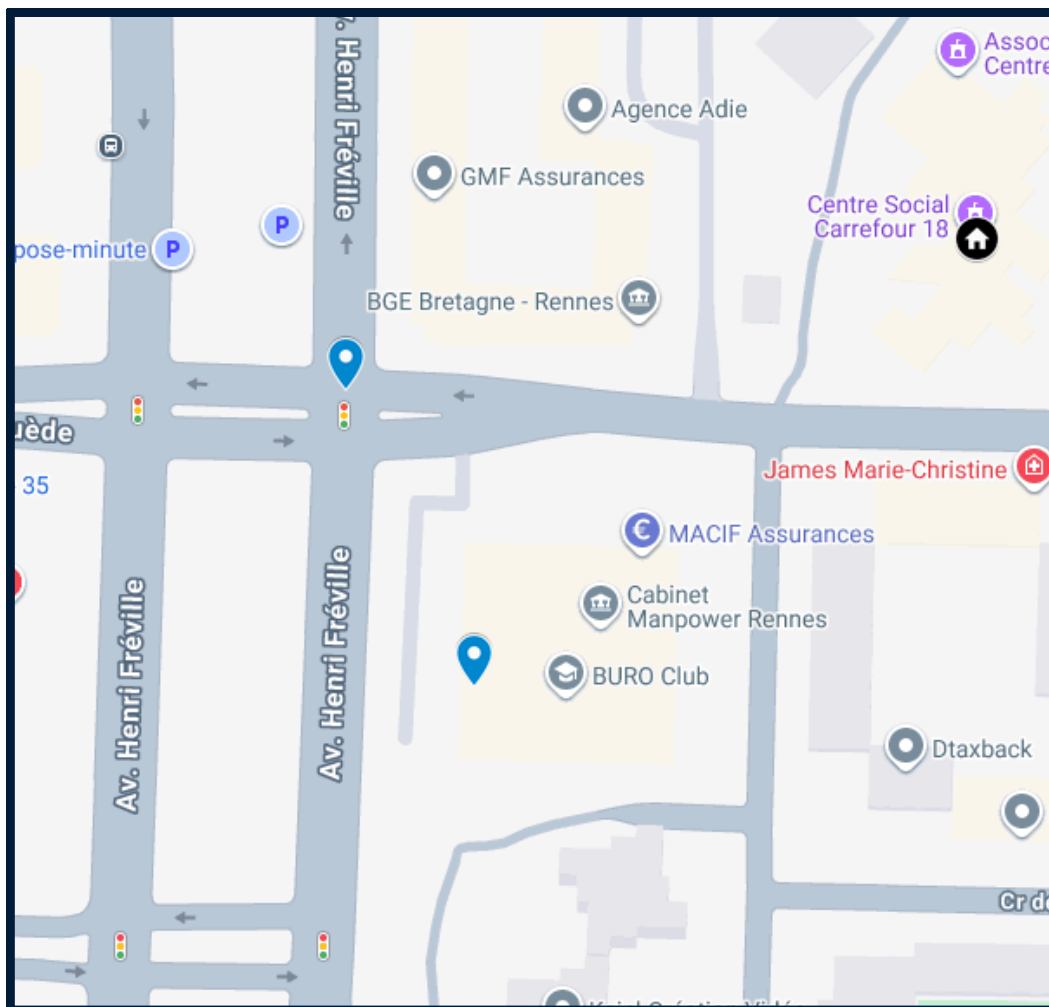 Assoc
Centre
Av. Henri Fréville
Agence Adie
GMF Assurances
Centre Social
Carrefour 18
P
pose-minute
P
BGE Bretagne - Rennes
uède
James Marie-Christine
35
MACIF Assurances
Av. Henri Fréville
Av. Henri Fréville
Cabinet
Manpower Rennes
BURO Club
Dtaxback
Cr de